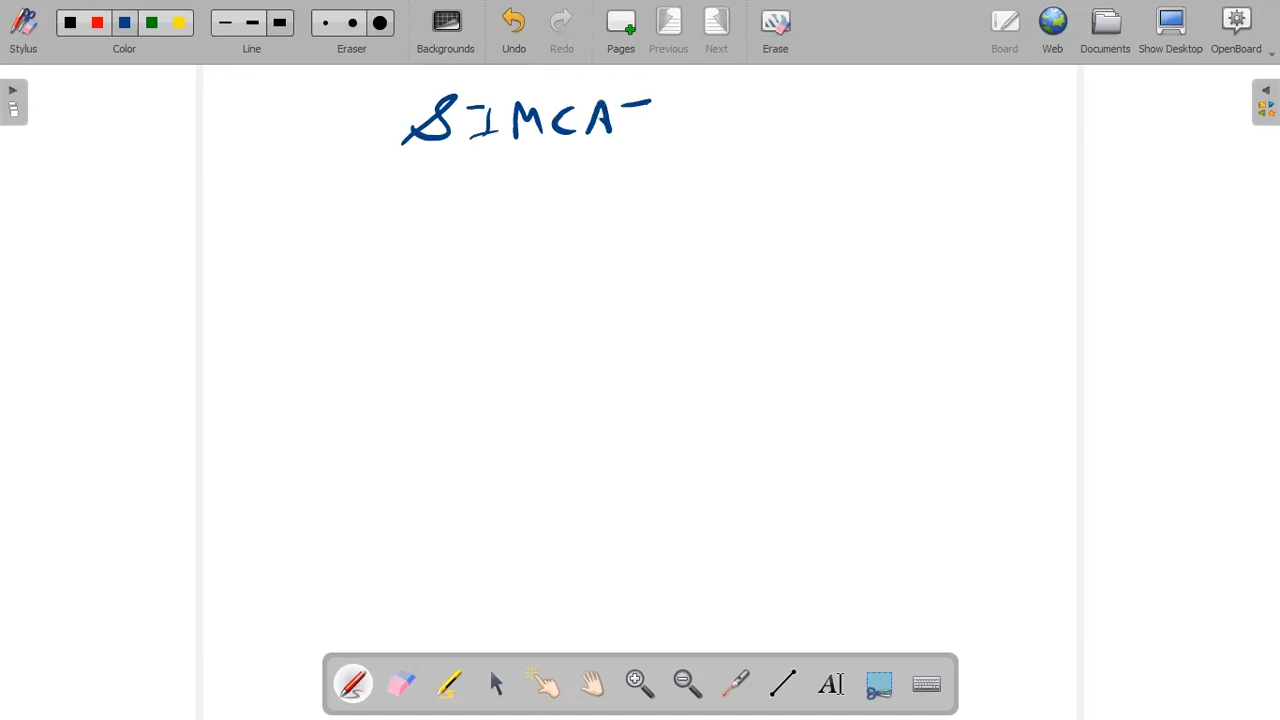 Stylus
Color
Line
Eraser
Backgrounds
Undo
Redo
Pages
Previous
Next
Erase
Board
Web
Documents
Show Desktop
OpenBoard
SIMCA-
A